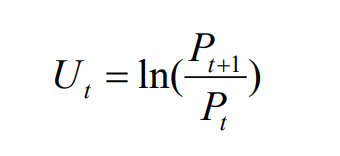 U_t = ln(P_{t+1}/P_t)